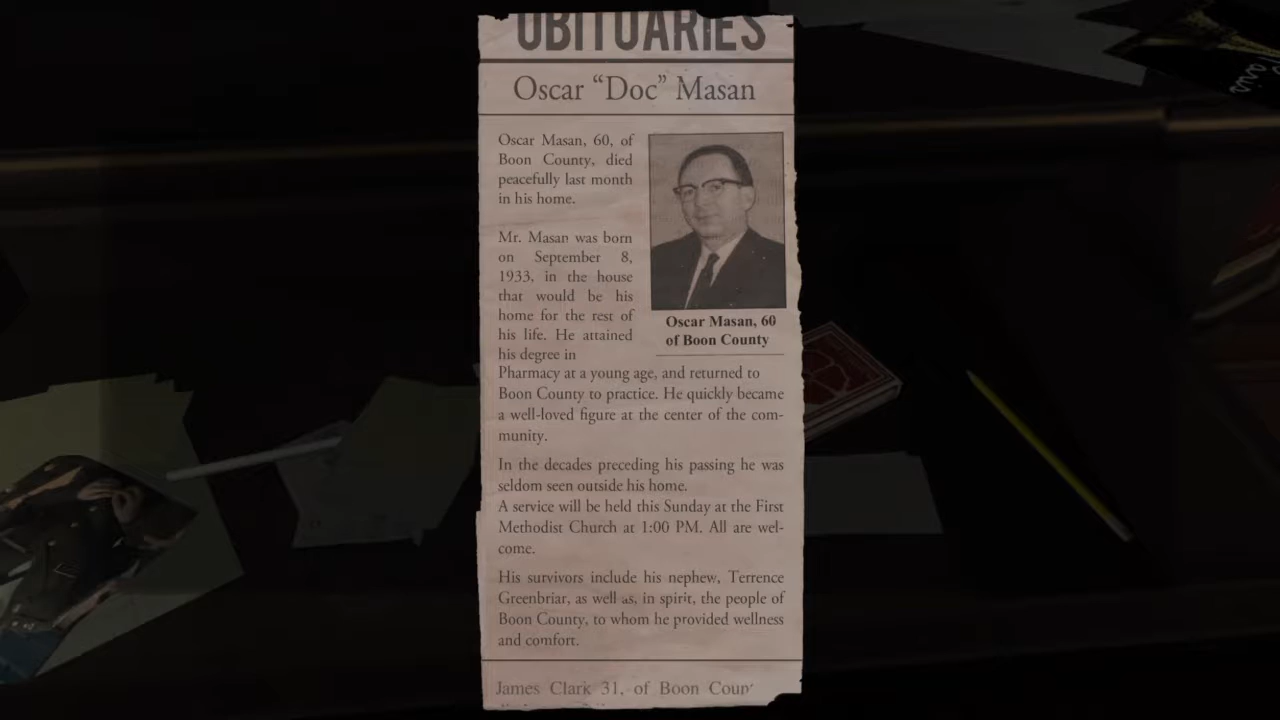 OBITUARIES
Oscar “Doc” Masan
Oscar Masan, 60, of
Boon County, died
peacefully last month
in his home.
Mr. Masan was born
on September 8,
1933, in the house
that would be his
home for the rest of
his life. He attained
his degree in
Oscar Masan, 60
of Boon County
Pharmacy at a young age, and returned to
Boon County to practice. He quickly became
a well-loved figure at the center of the com-
munity.
In the decades preceding his passing he was
seldom seen outside his home.
A service will be held this Sunday at the First
Methodist Church at 1:00 PM. All are wel-
come.
His survivors include his nephew, Terrence
Greenbriar, as well as, in spirit, the people of
Boon County, to whom he provided wellness
and comfort.
James Clark 31, of Boon